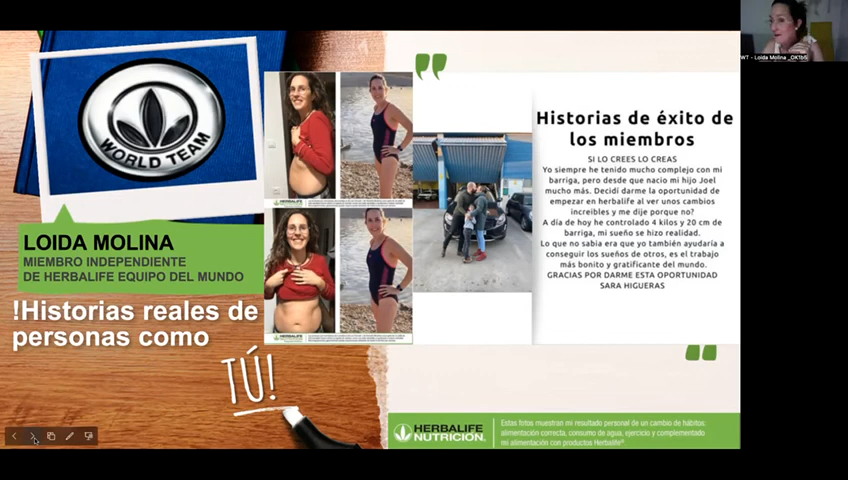 WORLD TEAM
LOIDA MOLINA
MIEMBRO INDEPENDIENTE
DE HERBALIFE EQUIPO DEL MUNDO
!Historias reales de
personas como
TÚ!
Historias de éxito de
los miembros
SI LO CREES LO CREAS
Yo siempre he tenido mucho complejo con mi
barriga, pero desde que nacio mi hijo Joel
mucho más. Decidí darme la oportunidad de
empezar en herbalife al ver unos cambios
increibles y me dije porque no?
A día de hoy he controlado 4 kilos y 20 cm de
barriga, mi sueño se hizo realidad.
Lo que no sabia era que yo también ayudaría a
conseguir los sueños de otros, es el trabajo
más bonito y gratificante del mundo.
GRACIAS POR DARME ESTA OPORTUNIDAD
SARA HIGUERAS
HERBALIFE
NUTRICION
Estas fotos muestran mi resultado personal de un cambio de hábitos:
alimentación correcta, consumo de agua, ejercicio y complementado
mi alimentación con productos Herbalife®
WT - Loida Molina